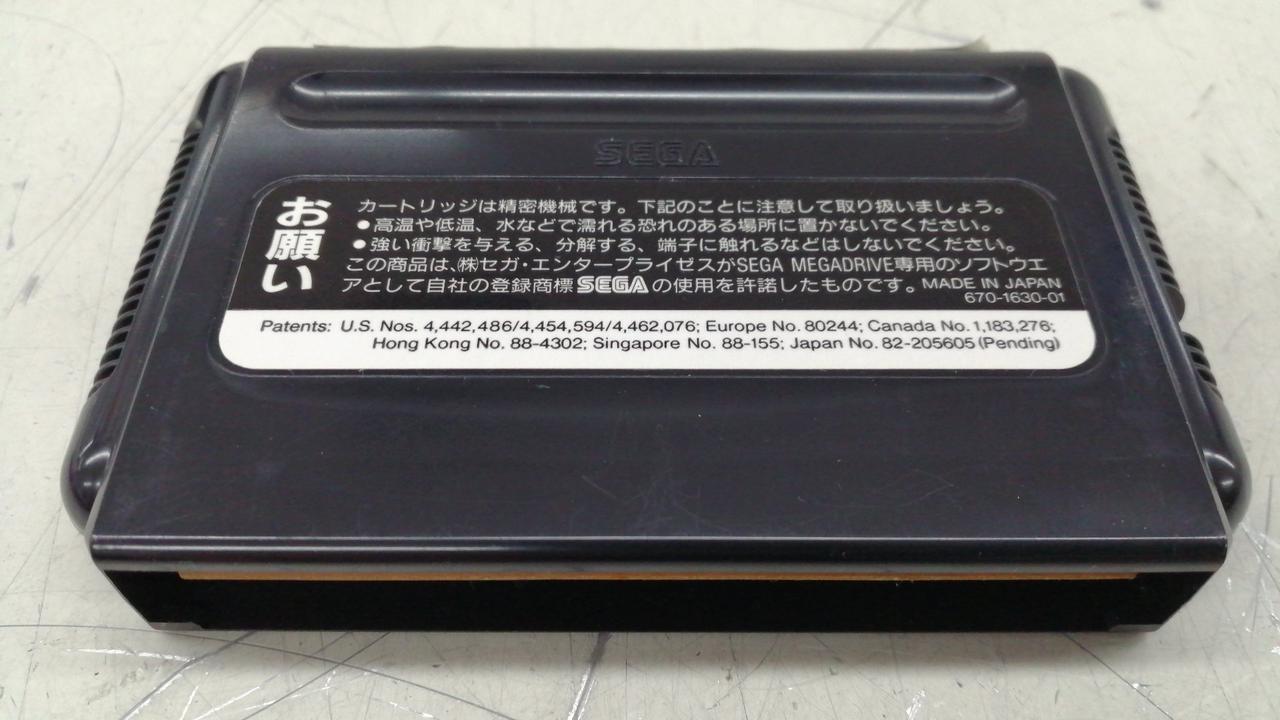 SEGA
お願い
カートリッジは精密機械です。下記のことに注意して取り扱いましょう。
●高温や低温、水などで濡れる恐れのある場所に置かないでください。
●強い衝撃を与える、分解する、端子に触れるなどはしないでください。
この商品は、㈱セガ・エンタープライゼスがSEGA MEGADRIVE専用のソフトウエ
アとして自社の登録商標SEGAの使用を許諾したものです。MADE IN JAPAN
670-1630-01
Patents: U.S. Nos. 4,442,486/4,454,594/4,462,076; Europe No. 80244; Canada No. 1,183,276;
Hong Kong No. 88-4302; Singapore No. 88-155; Japan No. 82-205605 (Pending)